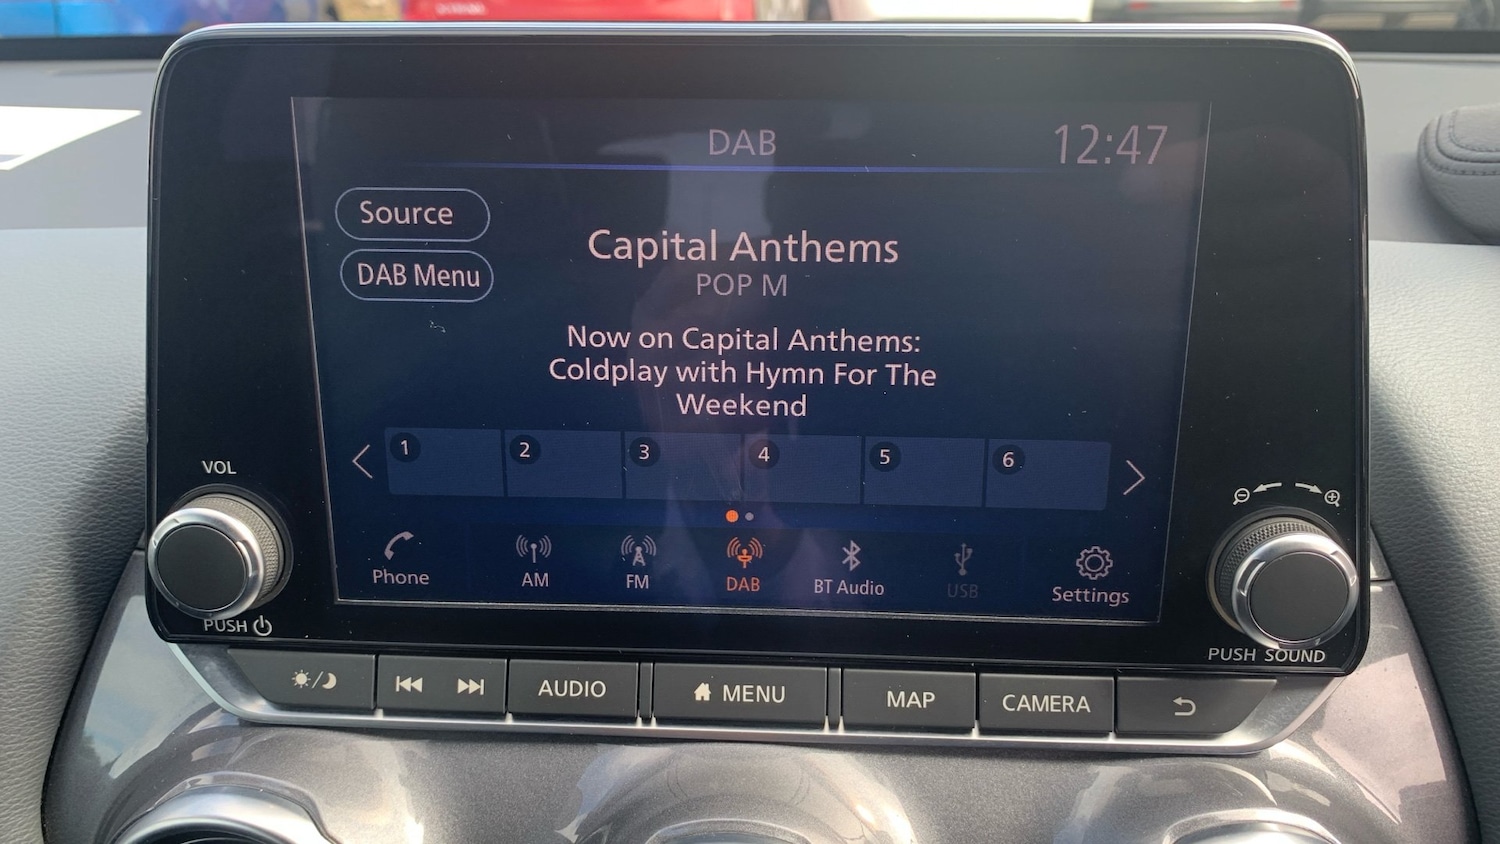 DAB
12:47
Source
DAB Menu
Capital Anthems
POP M
Now on Capital Anthems:
Coldplay with Hymn For The
Weekend
1 2 3 4 5 6
Phone AM FM DAB BT Audio USB Settings
VOL
PUSH
PUSH SOUND
AUDIO MENU MAP CAMERA